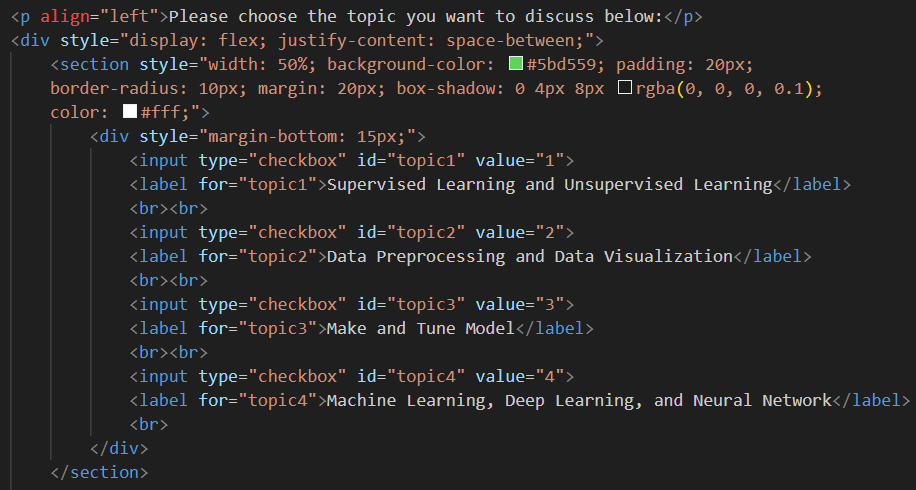 <p align="left">Please choose the topic you want to discuss below:</p>
<div style="display: flex; justify-content: space-between;">
<section style="width: 50%; background-color: #5bd559; padding: 20px;
border-radius: 10px; margin: 20px; box-shadow: 0 4px 8px rgba(0, 0, 0, 0.1);
color: #fff;">
<div style="margin-bottom: 15px;">
<input type="checkbox" id="topic1" value="1">
<label for="topic1">Supervised Learning and Unsupervised Learning</label>
<br><br>
<input type="checkbox" id="topic2" value="2">
<label for="topic2">Data Preprocessing and Data Visualization</label>
<br><br>
<input type="checkbox" id="topic3" value="3">
<label for="topic3">Make and Tune Model</label>
<br><br>
<input type="checkbox" id="topic4" value="4">
<label for="topic4">Machine Learning, Deep Learning, and Neural Network</label>
<br>
</div>
</section>